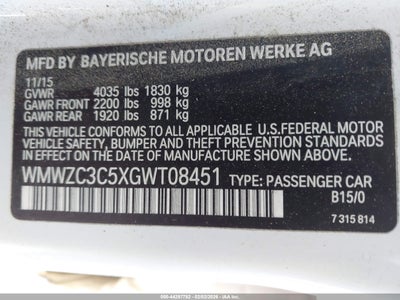 MFD BY BAYERISCHE MOTOREN WERKE AG
11/15
GVWR 4035 lbs 1830 kg
GAWR FRONT 2200 lbs 998 kg
GAWR REAR 1920 lbs 871 kg
THIS VEHICLE CONFORMS TO ALL APPLICABLE U.S.FEDERAL MOTOR
VEHICLE SAFETY, BUMPER, AND THEFT PREVENTION STANDARDS
IN EFFECT ON THE DATE OF MANUFACTURE SHOWN ABOVE.
WMWZC3C5XGWT08451 TYPE: PASSENGER CAR
B15/0
7 315 814